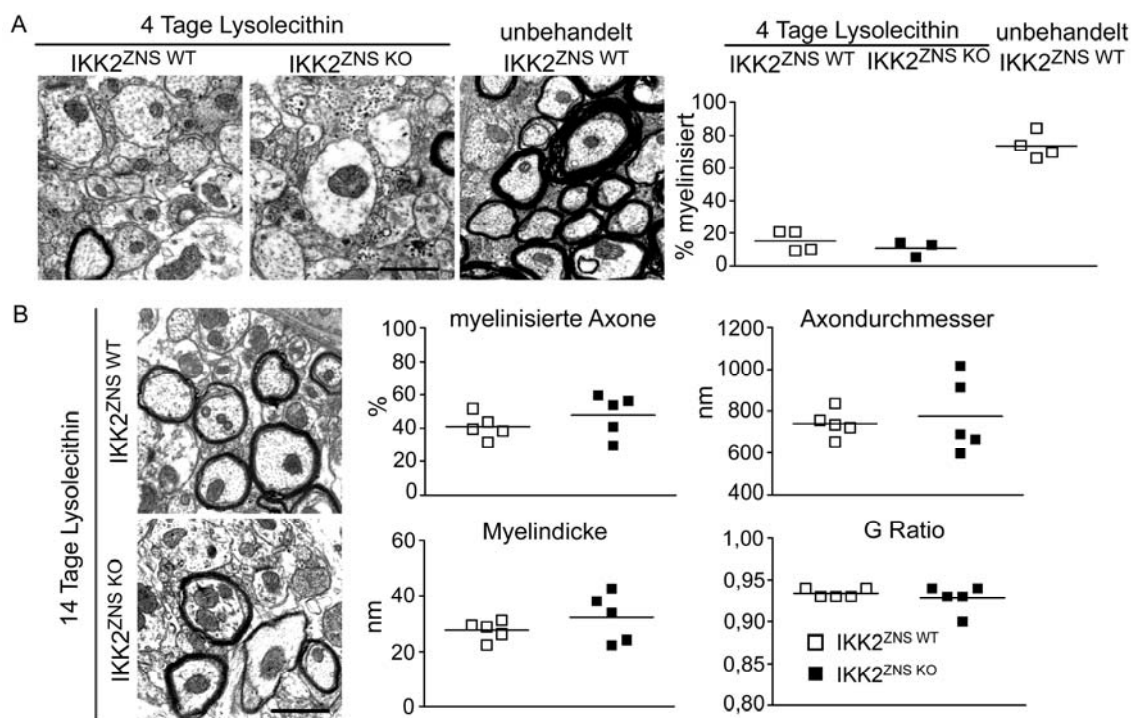 A
4 Tage Lysolecithin
IKK2ZNS WT
IKK2ZNS KO
unbehandelt
IKK2ZNS WT
4 Tage Lysolecithin
IKK2ZNS WT
IKK2ZNS KO
unbehandelt
IKK2ZNS WT
% myelinisiert
100
80
60
40
20
0
B
14 Tage Lysolecithin
IKK2ZNS WT
IKK2ZNS KO
myelinisierte Axone
%
100
80
60
40
20
0
Axondurchmesser
nm
1200
1000
800
600
400
Myelindicke
nm
60
40
20
0
G Ratio
1,00
0,95
0,90
0,85
0,80
IKK2ZNS WT
IKK2ZNS KO